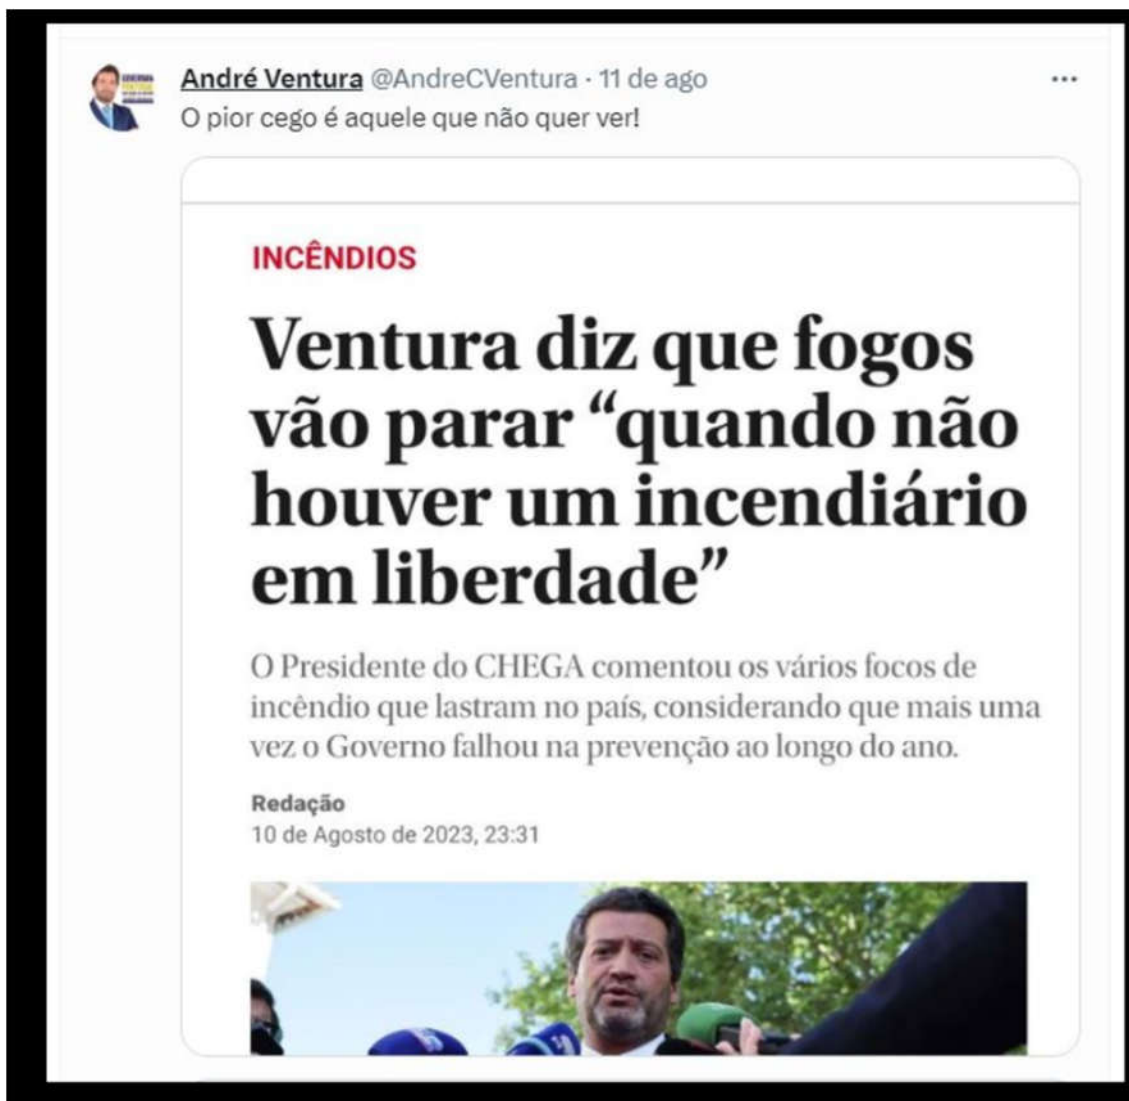 André Ventura @AndreCVentura · 11 de ago
O pior cego é aquele que não quer ver!
INCÊNDIOS
Ventura diz que fogos
vão parar “quando não
houver um incendiário
em liberdade”
O Presidente do CHEGA comentou os vários focos de
incêndio que lastram no país, considerando que mais uma
vez o Governo falhou na prevenção ao longo do ano.
Redação
10 de Agosto de 2023, 23:31